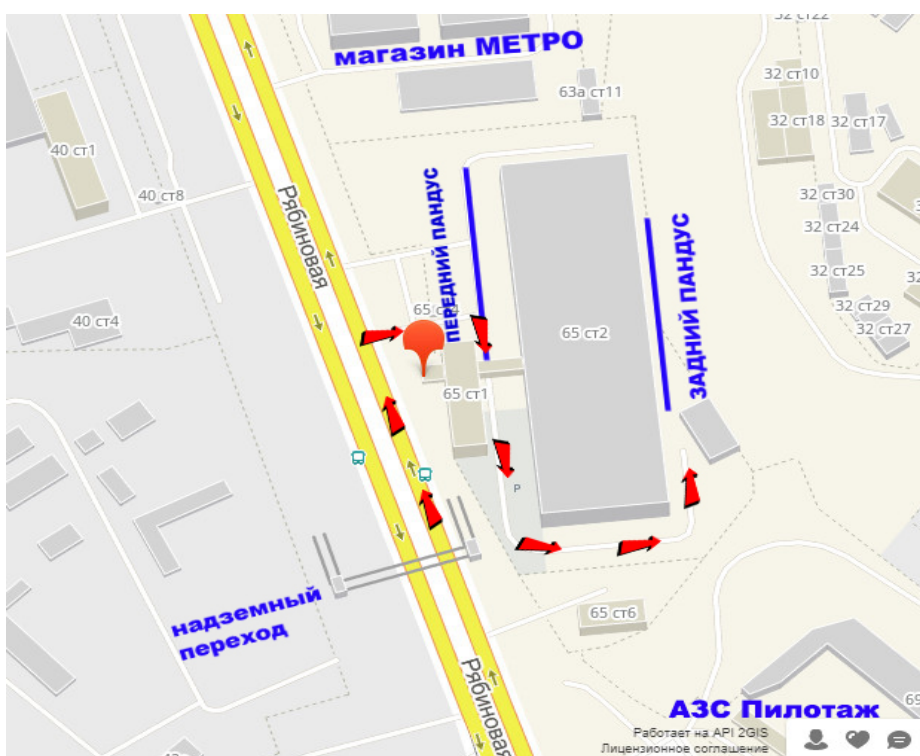 32 ст22
магазин МЕТРО
63а ст11
32 ст10
32 ст18
32 ст17
40 ст1
40 ст8
Рябиновая
ПЕРЕДНИЙ ПАНДУС
32 ст30
32 ст24
32 ст25
32
32 ст29
32 ст27
40 ст4
65 ст2
65 ст1
ЗАДНИЙ ПАНДУС
P
надземный
переход
65 ст6
Рябиновая
АЗС Пилотаж
69
Работает на API 2GIS
Лицензионное соглашение